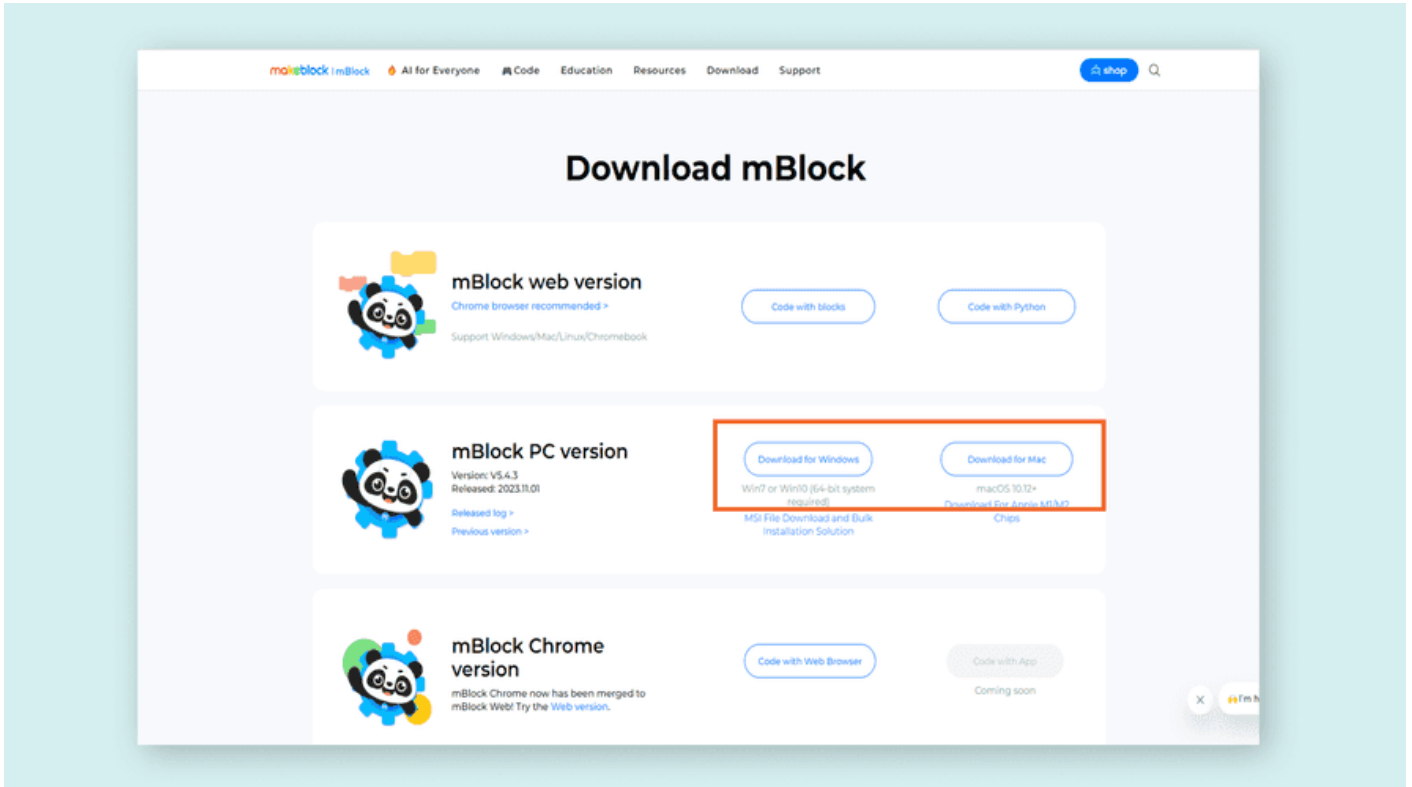 makeblock | mBlock AI for Everyone Code Education Resources Download Support shop
Download mBlock
mBlock web version
Chrome browser recommended >
Support Windows/Mac/Linux/Chromebook
Code with blocks
Code with Python
mBlock PC version
Version: V5.4.3
Released: 2023.11.01
Released log >
Previous version >
Download for Windows
Win7 or Win10 (64-bit system
required)
MSI File Download and Bulk
Installation Solution
Download for Mac
macOS 10.12+
Download For Apple M1/M2
Chips
mBlock Chrome
version
mBlock Chrome now has been merged to
mBlock Web! Try the Web version.
Code with Web Browser
Code with App
Coming soon
I'm h